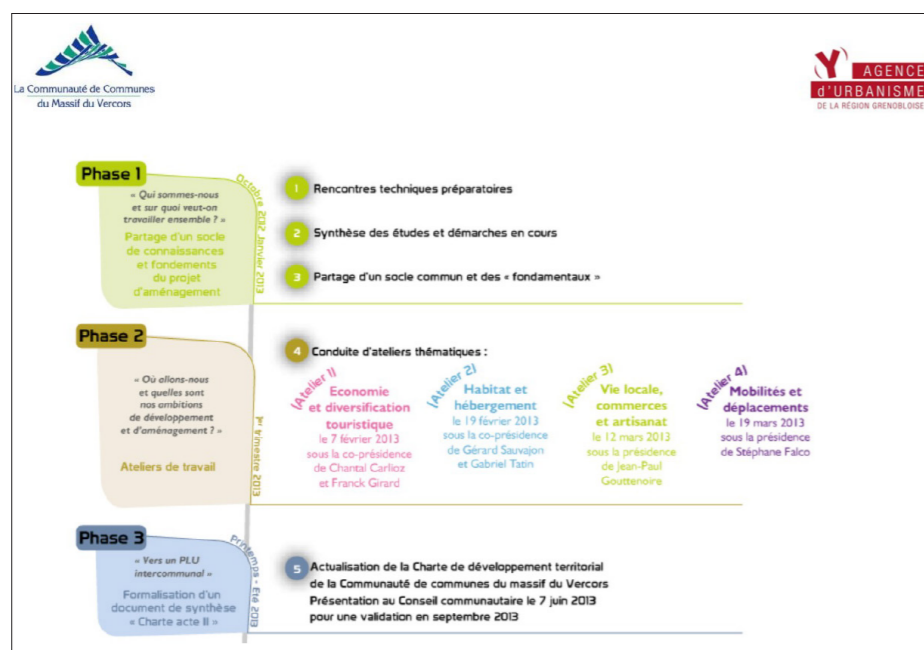 La Communauté de Communes
du Massif du Vercors
AGENCE
d'URBANISME
DE LA RÉGION GRENOBLOISE
Phase 1
« Qui sommes-nous
et sur quoi veut-on
travailler ensemble ? »
Partage d'un socle
de connaissances
et fondements
du projet
d'aménagement
Octobre 2012 Janvier 2013
1 Rencontres techniques préparatoires
2 Synthèse des études et démarches en cours
3 Partage d'un socle commun et des « fondamentaux »
Phase 2
« Où allons-nous
et quelles sont
nos ambitions
de développement
et d'aménagement ? »
Ateliers de travail
1er trimestre 2013
4 Conduite d'ateliers thématiques :
(Atelier 1)
Economie
et diversification
touristique
le 7 février 2013
sous la co-présidence
de Chantal Carlioz
et Franck Girard
(Atelier 2)
Habitat et
hébergement
le 19 février 2013
sous la co-présidence
de Gérard Sauvajon
et Gabriel Tatin
(Atelier 3)
Vie locale,
commerces
et artisanat
le 12 mars 2013
sous la présidence
de Jean-Paul
Gouttenoire
(Atelier 4)
Mobilités et
déplacements
le 19 mars 2013
sous la présidence
de Stéphane Falco
Phase 3
« Vers un PLU
intercommunal »
Formalisation d'un
document de synthèse
« Charte acte II »
Printemps - Eté 2013
5 Actualisation de la Charte de développement territorial
de la Communauté de communes du massif du Vercors
Présentation au Conseil communautaire le 7 juin 2013
pour une validation en septembre 2013